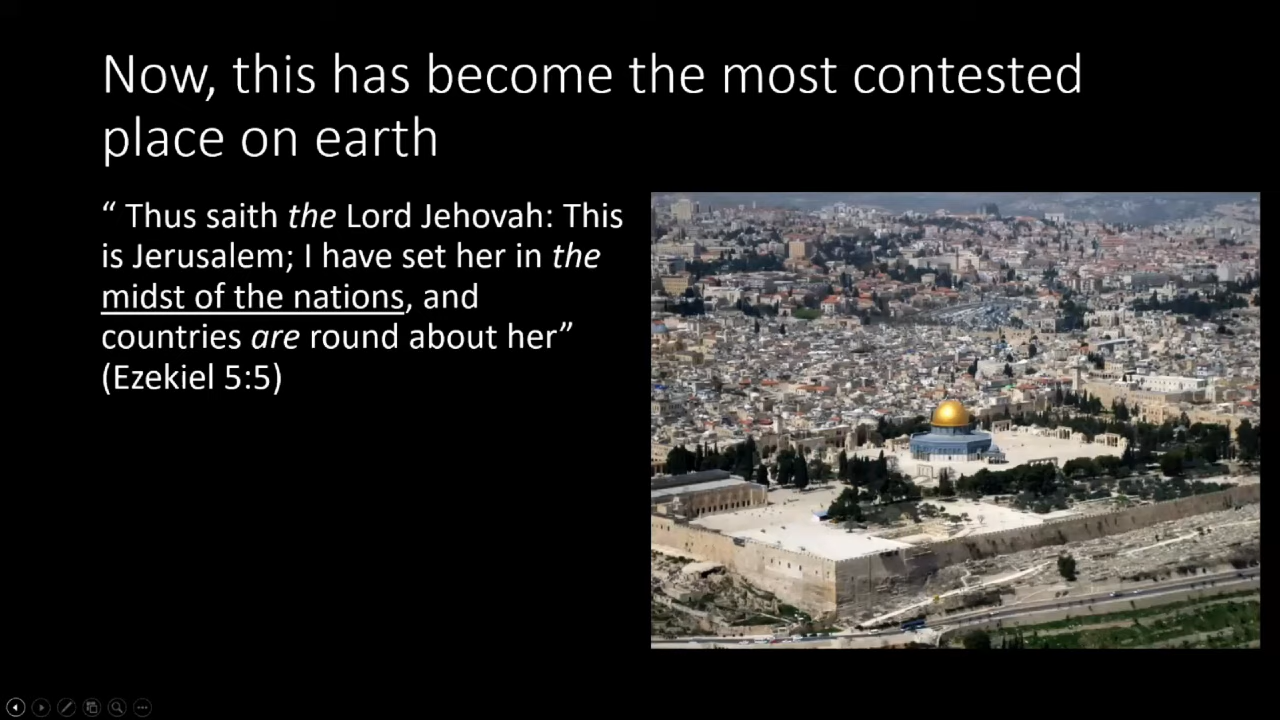 Now, this has become the most contested
place on earth
“ Thus saith the Lord Jehovah: This
is Jerusalem; I have set her in the
midst of the nations, and
countries are round about her”
(Ezekiel 5:5)